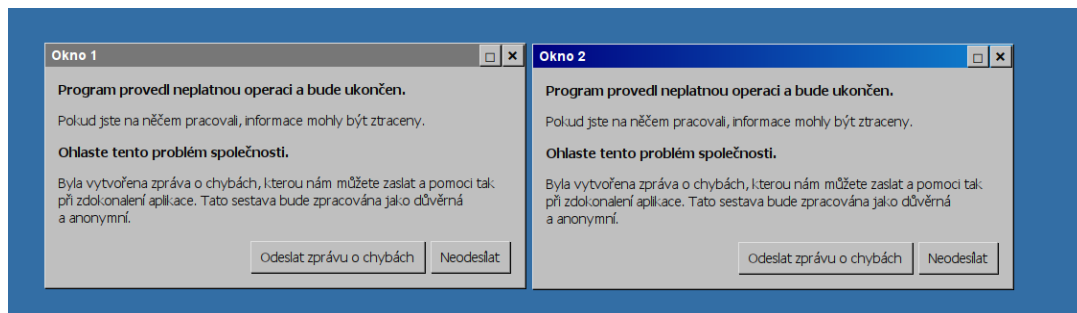 Okno 1
Program provedl neplatnou operaci a bude ukončen.
Pokud jste na něčem pracovali, informace mohly být ztraceny.
Ohlaste tento problém společnosti.
Byla vytvořena zpráva o chybách, kterou nám můžete zaslat a pomoci tak
při zdokonalení aplikace. Tato sestava bude zpracována jako důvěrná
a anonymní.
Odeslat zprávu o chybách Neodesílat
Okno 2
Program provedl neplatnou operaci a bude ukončen.
Pokud jste na něčem pracovali, informace mohly být ztraceny.
Ohlaste tento problém společnosti.
Byla vytvořena zpráva o chybách, kterou nám můžete zaslat a pomoci tak
při zdokonalení aplikace. Tato sestava bude zpracována jako důvěrná
a anonymní.
Odeslat zprávu o chybách Neodesílat